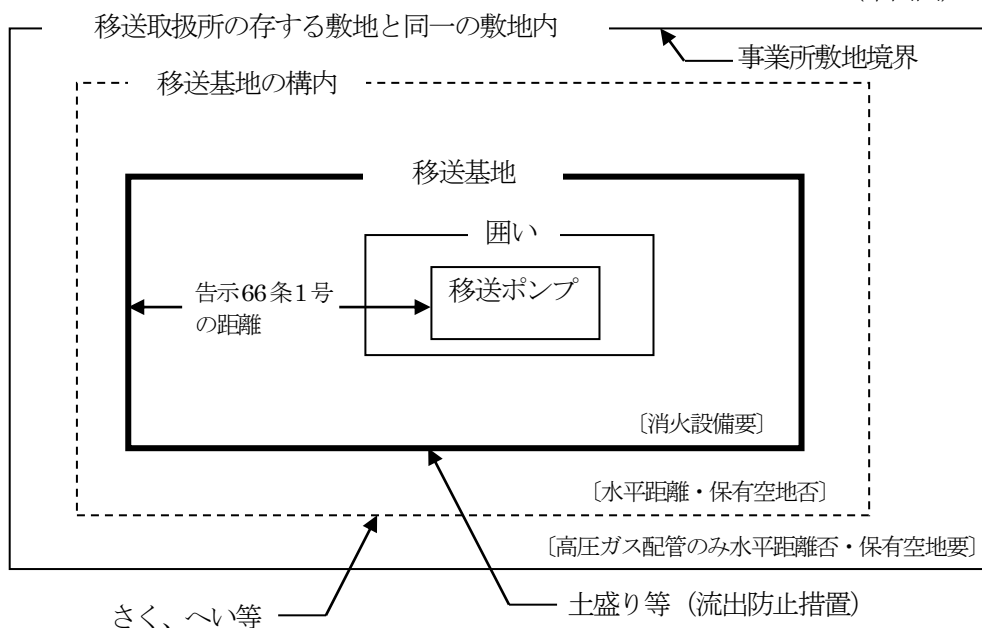 移送取扱所の存する敷地と同一の敷地内
事業所敷地境界
移送基地の構内
移送基地
囲い
移送ポンプ
告示66条1号
の距離
〔消火設備要〕
〔水平距離・保有空地否〕
〔高圧ガス配管のみ水平距離否・保有空地要〕
土盛り等（流出防止措置）
さく、へい等